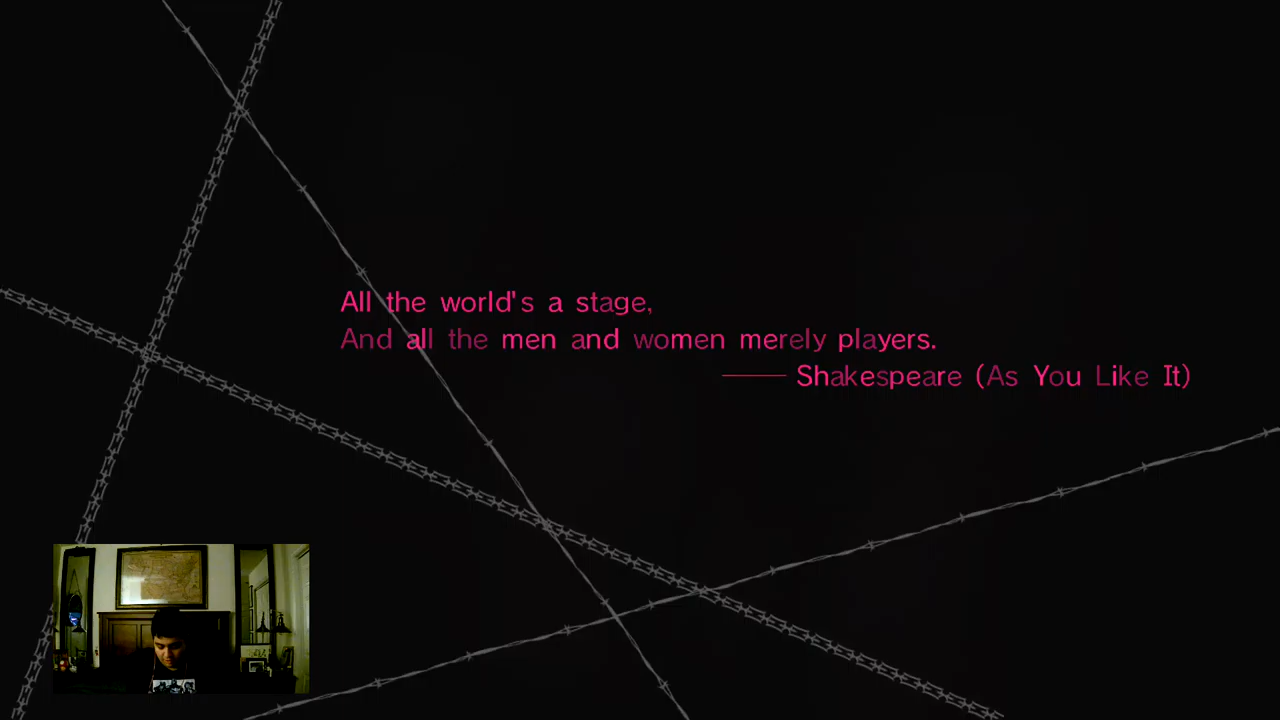 All the world's a stage,
And all the men and women merely players.
—— Shakespeare (As You Like It)